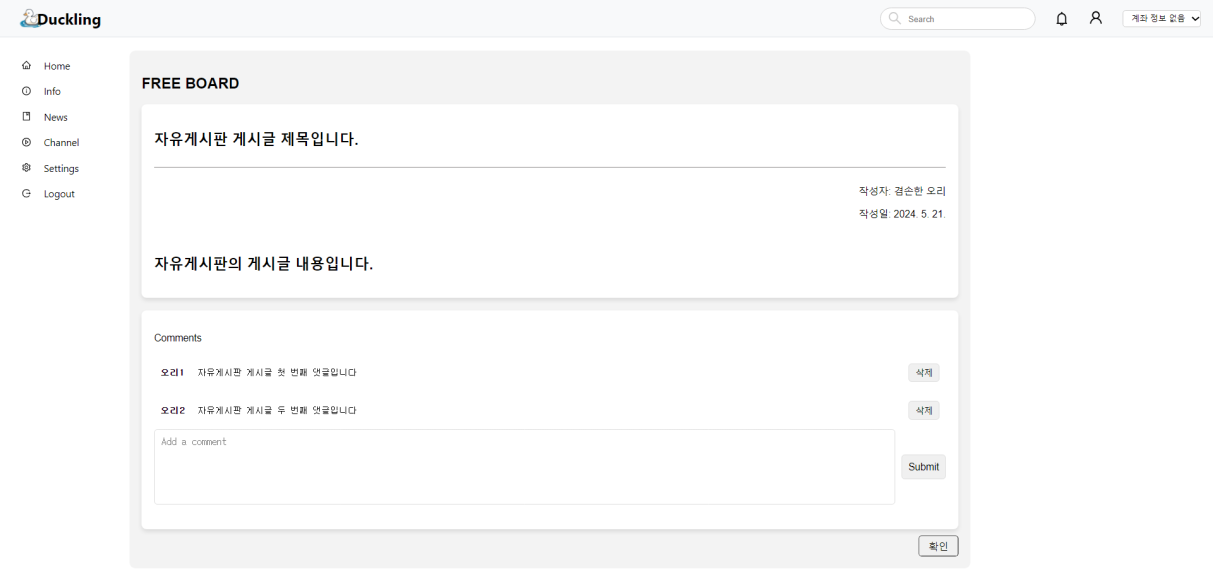 Duckling
Search
계좌 정보 없음
Home
Info
News
Channel
Settings
Logout
FREE BOARD
자유게시판 게시글 제목입니다.
작성자: 겸손한 오리
작성일: 2024. 5. 21.
자유게시판의 게시글 내용입니다.
Comments
오리1 자유게시판 게시글 첫 번째 댓글입니다 삭제
오리2 자유게시판 게시글 두 번째 댓글입니다 삭제
Add a comment
Submit
확인